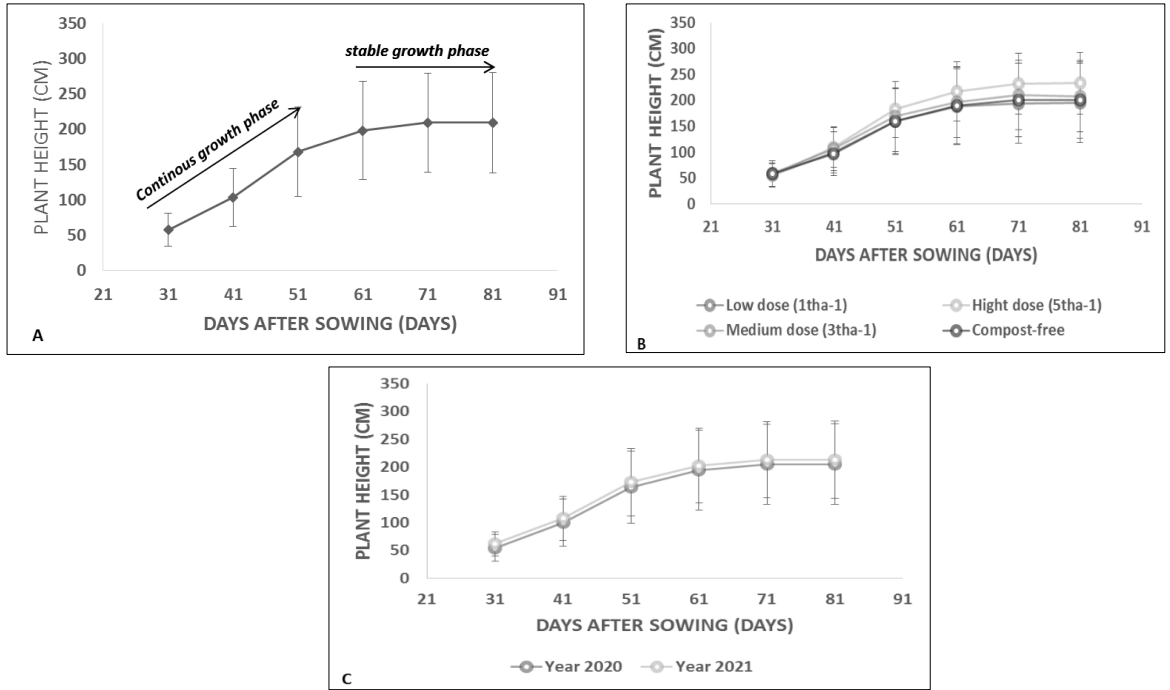 350
300
250
200
150
100
50
0
PLANT HEIGHT (CM)
Continous growth phase
stable growth phase
21 31 41 51 61 71 81 91
DAYS AFTER SOWING (DAYS)
A
350
300
250
200
150
100
50
0
PLANT HEIGHT (CM)
21 31 41 51 61 71 81 91
DAYS AFTER SOWING (DAYS)
Low dose (1tha-1) Hight dose (5tha-1)
Medium dose (3tha-1) Compost-free
B
350
300
250
200
150
100
50
0
PLANT HEIGHT (CM)
21 31 41 51 61 71 81 91
DAYS AFTER SOWING (DAYS)
Year 2020 Year 2021
C